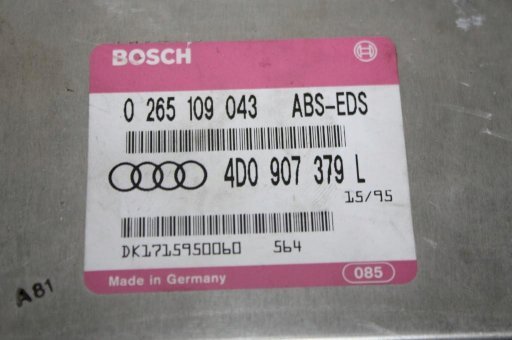 BOSCH
0 265 109 043 ABS-EDS
4D0 907 379 L
15/95
DK1715950060 564
Made in Germany 085
A81